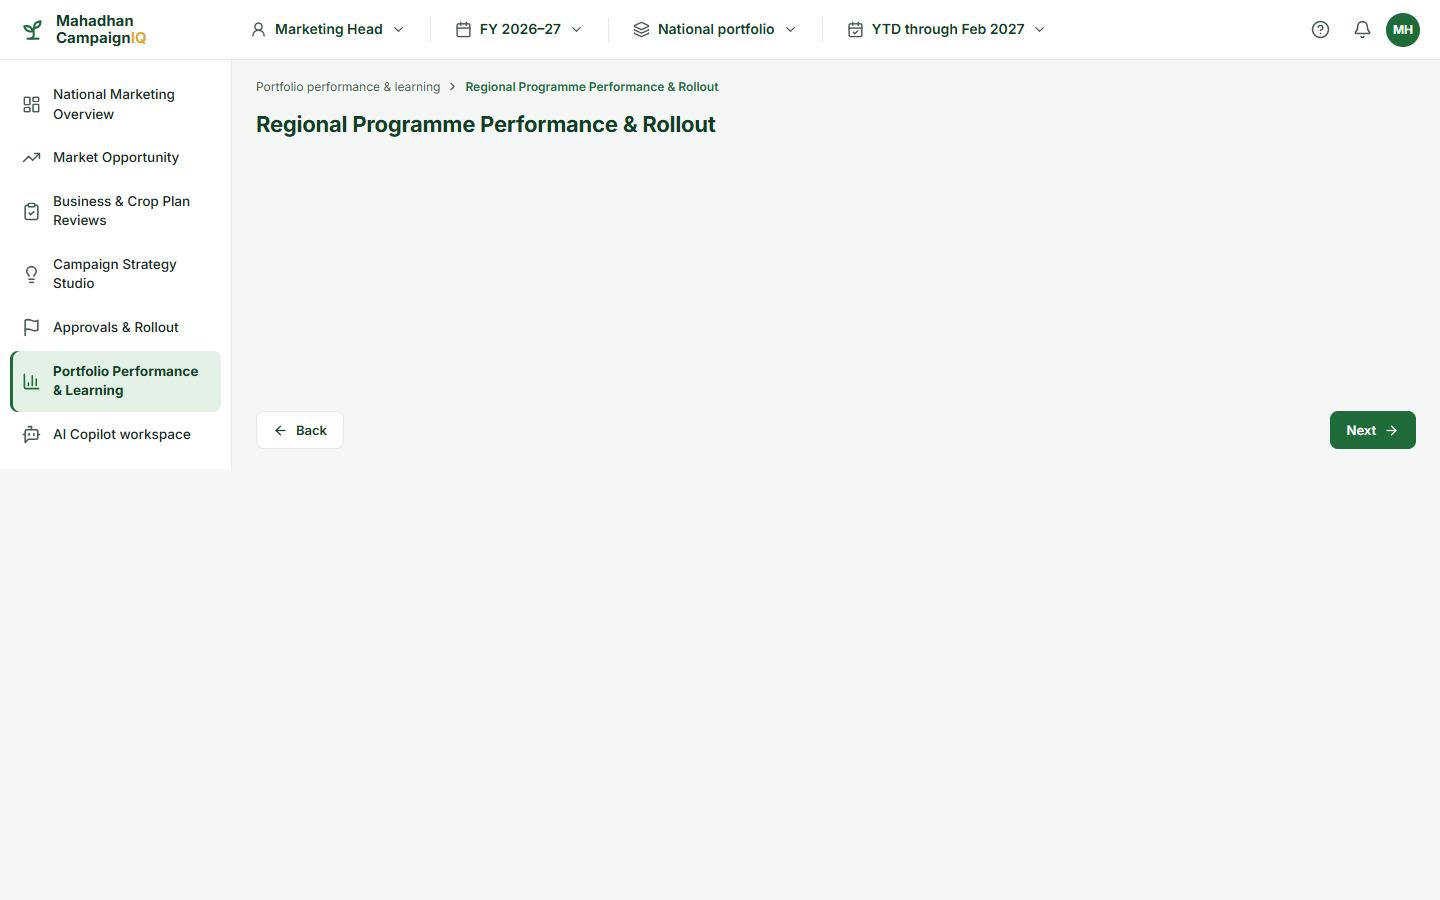 Mahadhan
CampaignIQ
Marketing Head
FY 2026–27
National portfolio
YTD through Feb 2027
MH
National Marketing
Overview
Market Opportunity
Business & Crop Plan
Reviews
Campaign Strategy
Studio
Approvals & Rollout
Portfolio Performance
& Learning
AI Copilot workspace
Portfolio performance & learning
Regional Programme Performance & Rollout
Regional Programme Performance & Rollout
Back
Next